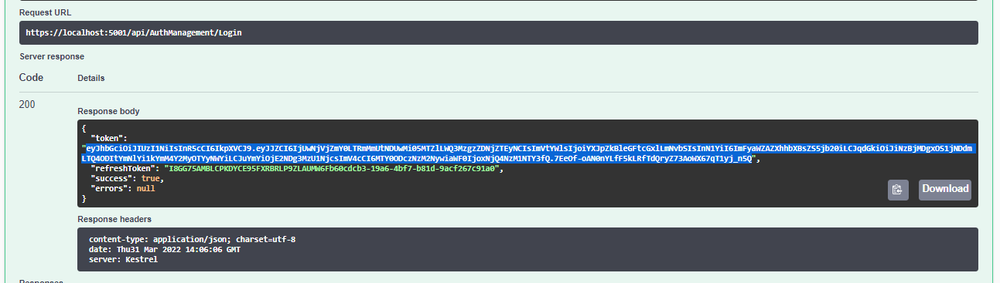 Request URL
https://localhost:5001/api/AuthManagement/Login
Server response
Code
Details
200
Response body
{
"token":
"eyJhbGciOiJIUzI1NiIsInR5cCI6IkpXVCJ9.eyJJZCI6IjUwNjVjZmY0LTRmMmUtNDUwMi05MTZlLWQ3MzgzZDNjZTEyNCIsImVtYWlsIjoiYXJpZkBleGFtcGxlLmNvbSIsInN1YiI6ImFyaWZAZXhhbXBsZS5jb20iLCJqdGkiOiJiNzBjMDgxOS1jNDdm
LTQ4ODItYmNlYi1kYmM4Y2MyOTYyNWYiLCJuYmYiOjE2NDg3MzU1NjcsImV4cCI6MTY0ODczNzM2NywiaWF0IjoxNjQ4NzM1NTY3fQ.7EeOf-oAN0nYLfF5kLRfTdQryZ73AoWX67qT1yj_n5Q",
"refreshToken": "I8GG75AMBLCPKDYCE95FXRBRLP9ZLAUMW6Fb60cdcb3-19a6-4bf7-b81d-9acf267c91a0",
"success": true,
"errors": null
}
Download
Response headers
content-type: application/json; charset=utf-8
date: Thu31 Mar 2022 14:06:06 GMT
server: Kestrel
Responses